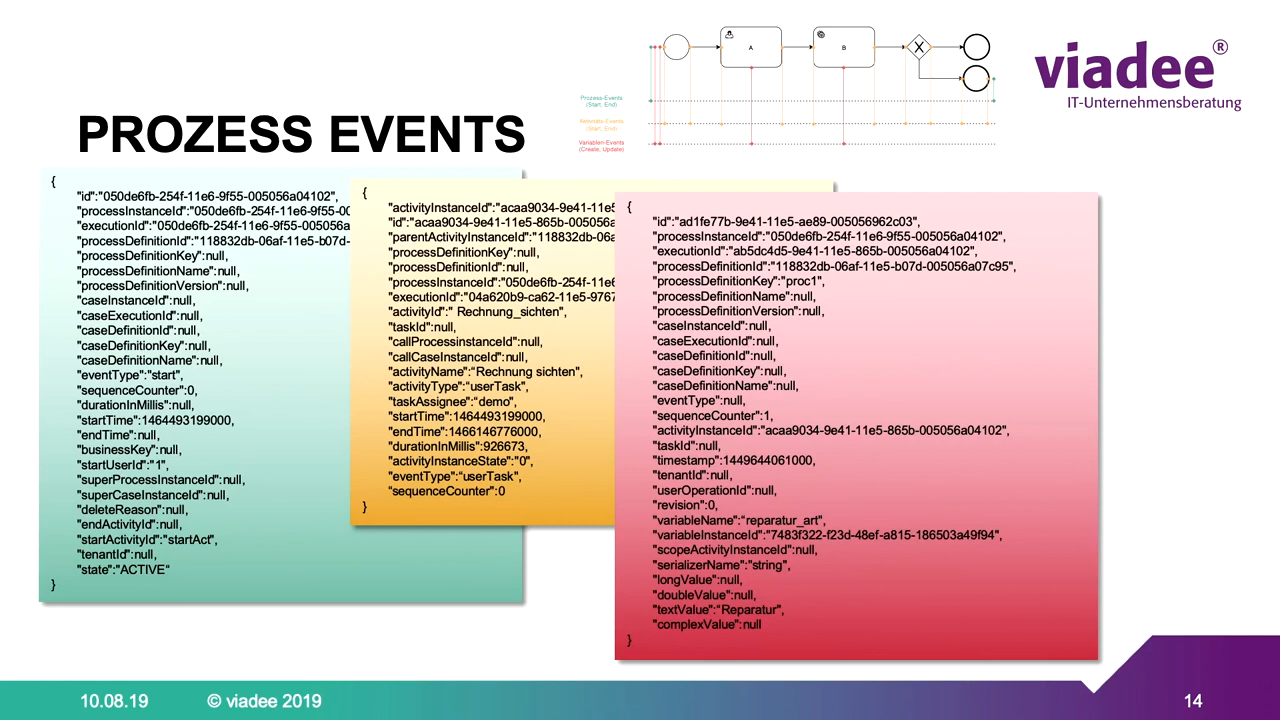 A
B
X
viadee®
IT-Unternehmensberatung
Prozess-Events
(Start, End)
Aktivitäts-Events
(Start, End)
Variablen-Events
(Create, Update)
PROZESS EVENTS
{
"id":"050de6fb-254f-11e6-9f55-005056a04102",
"processInstanceId":"050de6fb-254f-11e6-9f55-00
"executionId":"050de6fb-254f-11e6-9f55-005056a
"processDefinitionId":"118832db-06af-11e5-b07d-
"processDefinitionKey":null,
"processDefinitionName":null,
"processDefinitionVersion":null,
"caseInstanceId":null,
"caseExecutionId":null,
"caseDefinitionId":null,
"caseDefinitionKey":null,
"caseDefinitionName":null,
"eventType":"start",
"sequenceCounter":0,
"durationInMillis":null,
"startTime":1464493199000,
"endTime":null,
"businessKey":null,
"startUserId":"1",
"superProcessInstanceId":null,
"superCaseInstanceId":null,
"deleteReason":null,
"endActivityId":null,
"startActivityId":"startAct",
"tenantId":null,
"state":"ACTIVE“
}
{
"activityInstanceId":"acaa9034-9e41-11e5
"id":"acaa9034-9e41-11e5-865b-005056a
"parentActivityInstanceId":"118832db-06a
"processDefinitionKey":null,
"processDefinitionId":null,
"processInstanceId":"050de6fb-254f-11e6
"executionId":"04a620b9-ca62-11e5-9767
"activityId":" Rechnung_sichten",
"taskId":null,
"callProcessinstanceId":null,
"callCaseInstanceId":null,
"activityName":“Rechnung sichten",
"activityType":“userTask",
"taskAssignee":“demo",
"startTime":1464493199000,
"endTime":1466146776000,
"durationInMillis":926673,
"activityInstanceState":"0",
"eventType":“userTask",
“sequenceCounter":0
}
{
"id":"ad1fe77b-9e41-11e5-ae89-005056962c03",
"processInstanceId":"050de6fb-254f-11e6-9f55-005056a04102",
"executionId":"ab5dc4d5-9e41-11e5-865b-005056a04102",
"processDefinitionId":"118832db-06af-11e5-b07d-005056a07c95",
"processDefinitionKey":"proc1",
"processDefinitionName":null,
"processDefinitionVersion":null,
"caseInstanceId":null,
"caseExecutionId":null,
"caseDefinitionId":null,
"caseDefinitionKey":null,
"caseDefinitionName":null,
"eventType":null,
"sequenceCounter":1,
"activityInstanceId":"acaa9034-9e41-11e5-865b-005056a04102",
"taskId":null,
"timestamp":1449644061000,
"tenantId":null,
"userOperationId":null,
"revision":0,
"variableName":“reparatur_art",
"variableInstanceId":"7483f322-f23d-48ef-a815-186503a49f94",
"scopeActivityInstanceId":null,
"serializerName":"string",
"longValue":null,
"doubleValue":null,
"textValue":“Reparatur",
"complexValue":null
}
10.08.19
© viadee 2019
14